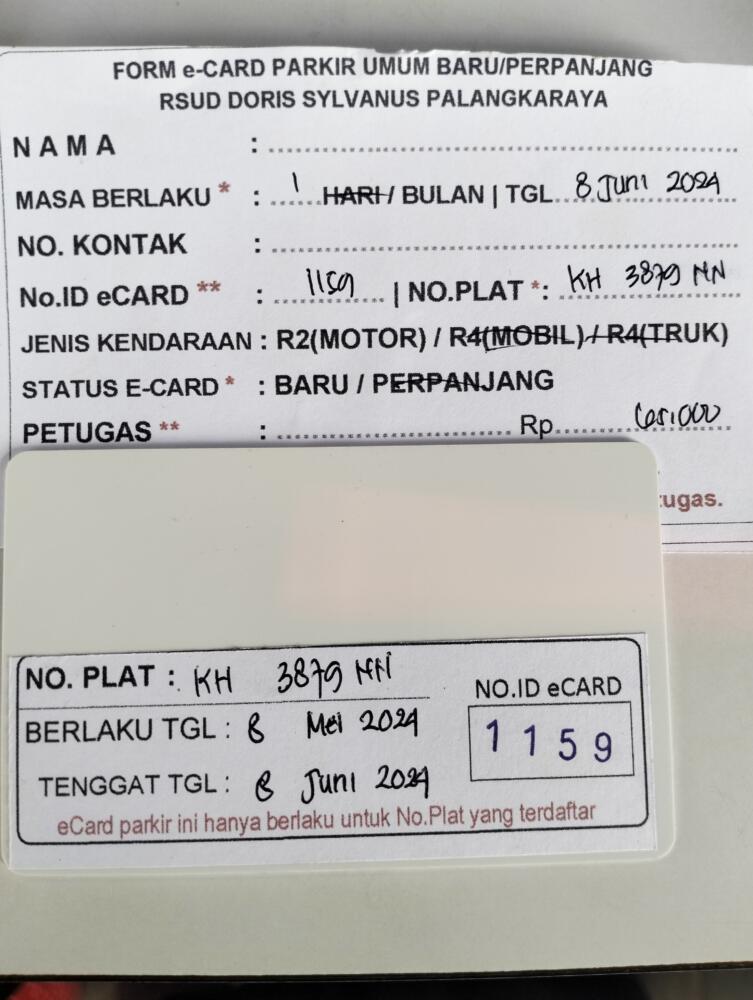 FORM e-CARD PARKIR UMUM BARU/PERPANJANG
RSUD DORIS SYLVANUS PALANGKARAYA
NAMA :
MASA BERLAKU * : 1 HARI / BULAN | TGL 8 Juni 2024
NO. KONTAK :
No.ID eCARD ** : 1159 | NO.PLAT *: KH 3879 NN
JENIS KENDARAAN : R2(MOTOR) / R4(MOBIL) / R4(TRUK)
STATUS E-CARD * : BARU / PERPANJANG
PETUGAS ** : Rp 65.000
tugas.
NO. PLAT : KH 3879 NN
NO.ID eCARD
1159
BERLAKU TGL : 8 Mei 2024
TENGGAT TGL : 8 Juni 2024
eCard parkir ini hanya berlaku untuk No.Plat yang terdaftar